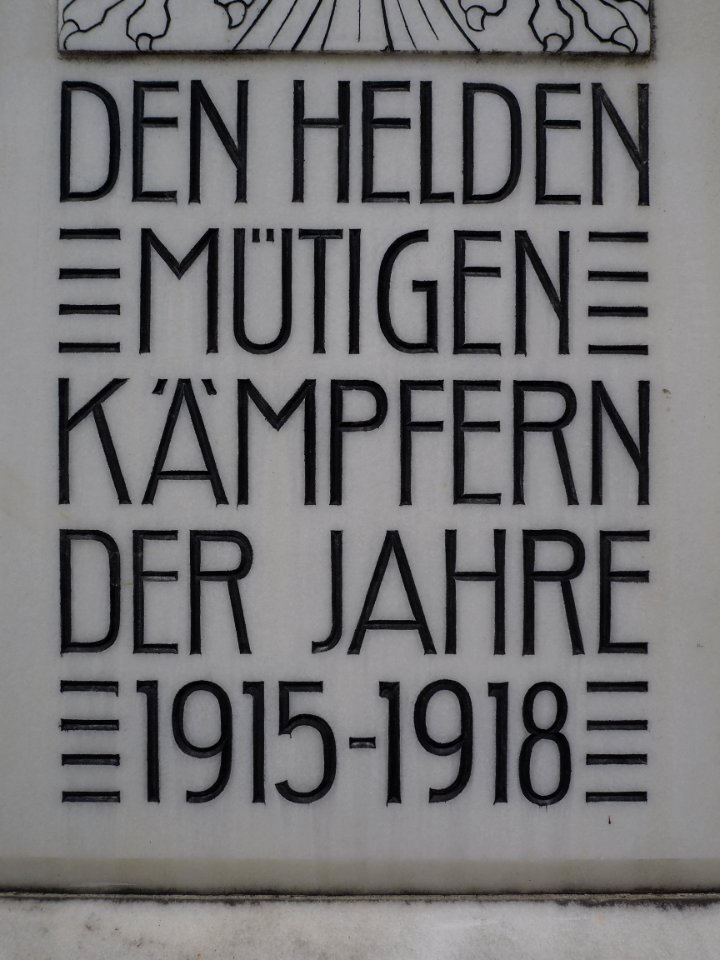 DEN HELDEN
MÜTIGEN
KÄMPFERN
DER JAHRE
1915-1918